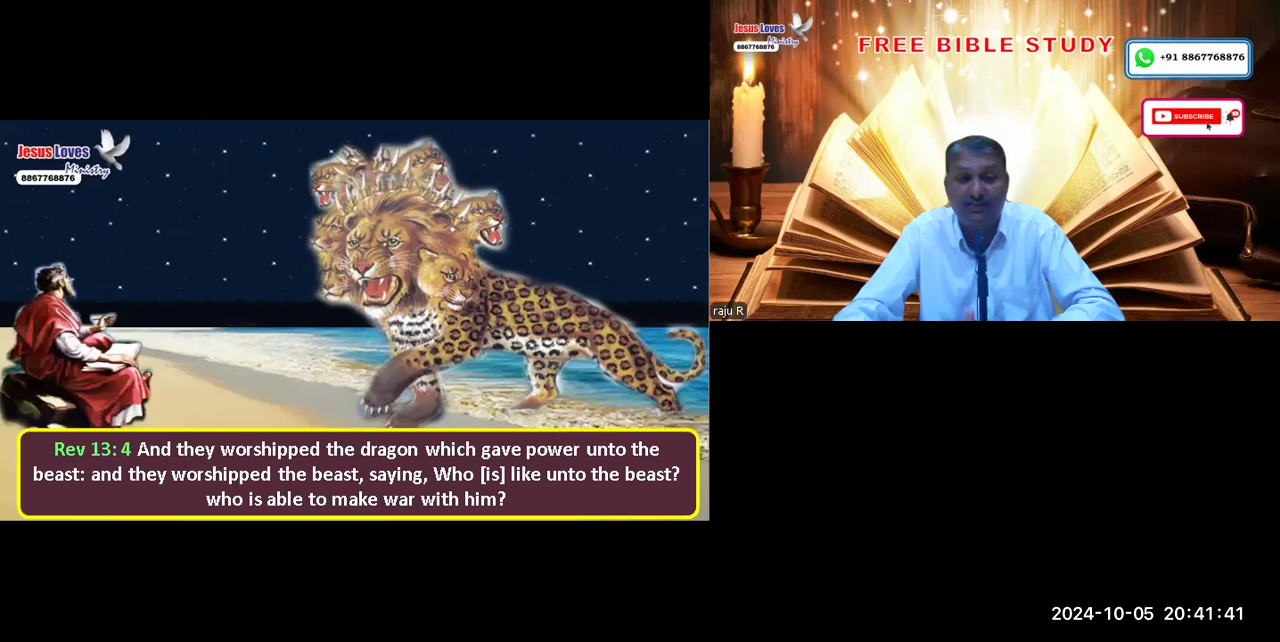 Jesus Loves
Ministry
8867768876
Rev 13: 4 And they worshipped the dragon which gave power unto the
beast: and they worshipped the beast, saying, Who [is] like unto the beast?
who is able to make war with him?
Jesus Loves
Ministry
8867768876
FREE BIBLE STUDY
+91 8867768876
SUBSCRIBE
raju R
2024-10-05 20:41:41